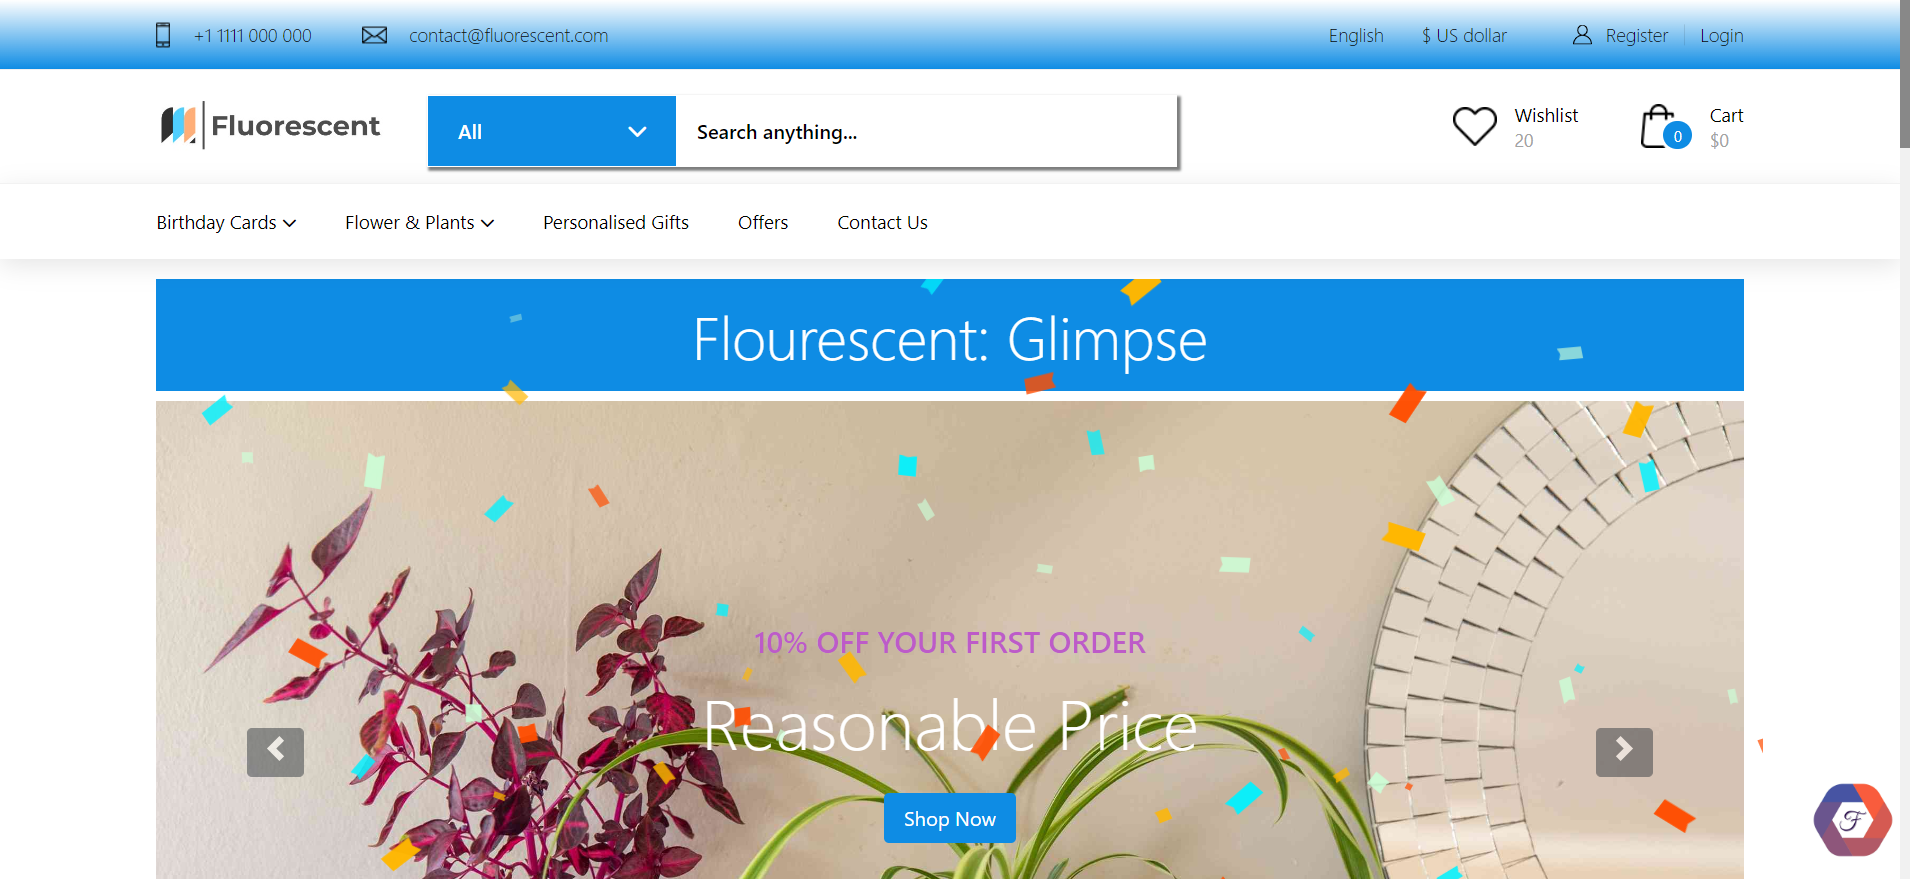 +1 1111 000 000
contact@fluorescent.com
English
$ US dollar
Register
Login
Fluorescent
All
Search anything...
Wishlist
20
0
Cart
$0
Birthday Cards
Flower & Plants
Personalised Gifts
Offers
Contact Us
Flourescent: Glimpse
10% OFF YOUR FIRST ORDER
Reasonable Price
Shop Now
F